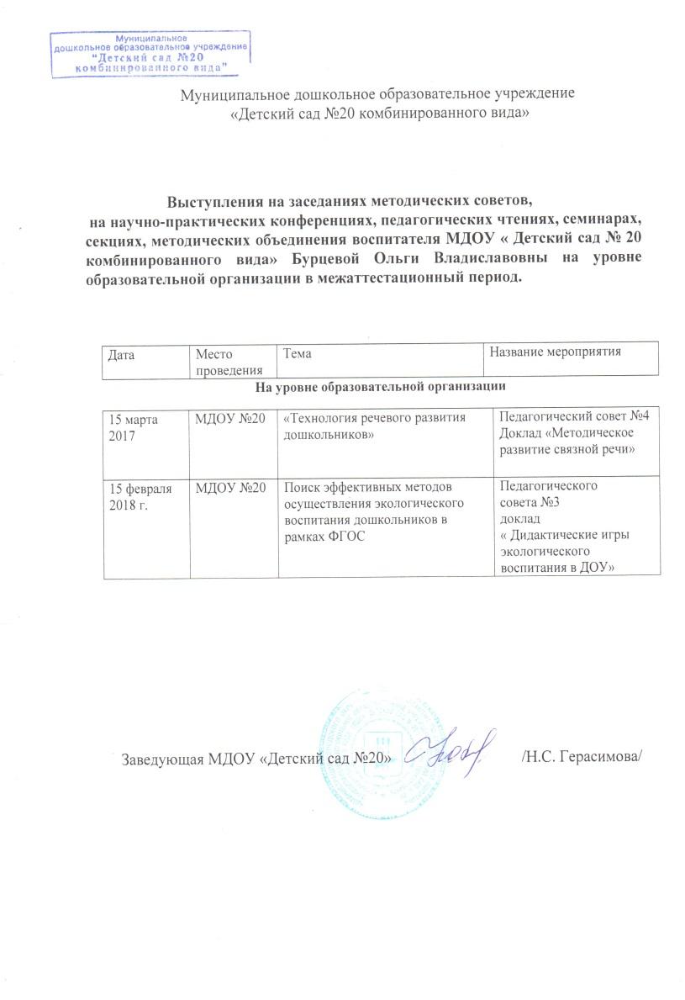 Муниципальное
дошкольное образовательное учреждение
"Детский сад №20
комбинированного вида"
Муниципальное дошкольное образовательное учреждение
«Детский сад №20 комбинированного вида»
Выступления на заседаниях методических советов,
на научно-практических конференциях, педагогических чтениях, семинарах,
секциях, методических объединения воспитателя МДОУ « Детский сад № 20
комбинированного вида» Бурцевой Ольги Владиславовны на уровне
образовательной организации в межаттестационный период.
Дата Место Тема Название мероприятия
проведения
На уровне образовательной организации
15 марта МДОУ №20 «Технология речевого развития Педагогический совет №4
2017 дошкольников» Доклад «Методическое
развитие связной речи»
15 февраля МДОУ №20 Поиск эффективных методов Педагогического
2018 г. осуществления экологического совета №3
воспитания дошкольников в доклад
рамках ФГОС « Дидактические игры
экологического
воспитания в ДОУ»
Заведующая МДОУ «Детский сад №20» /Н.С. Герасимова/